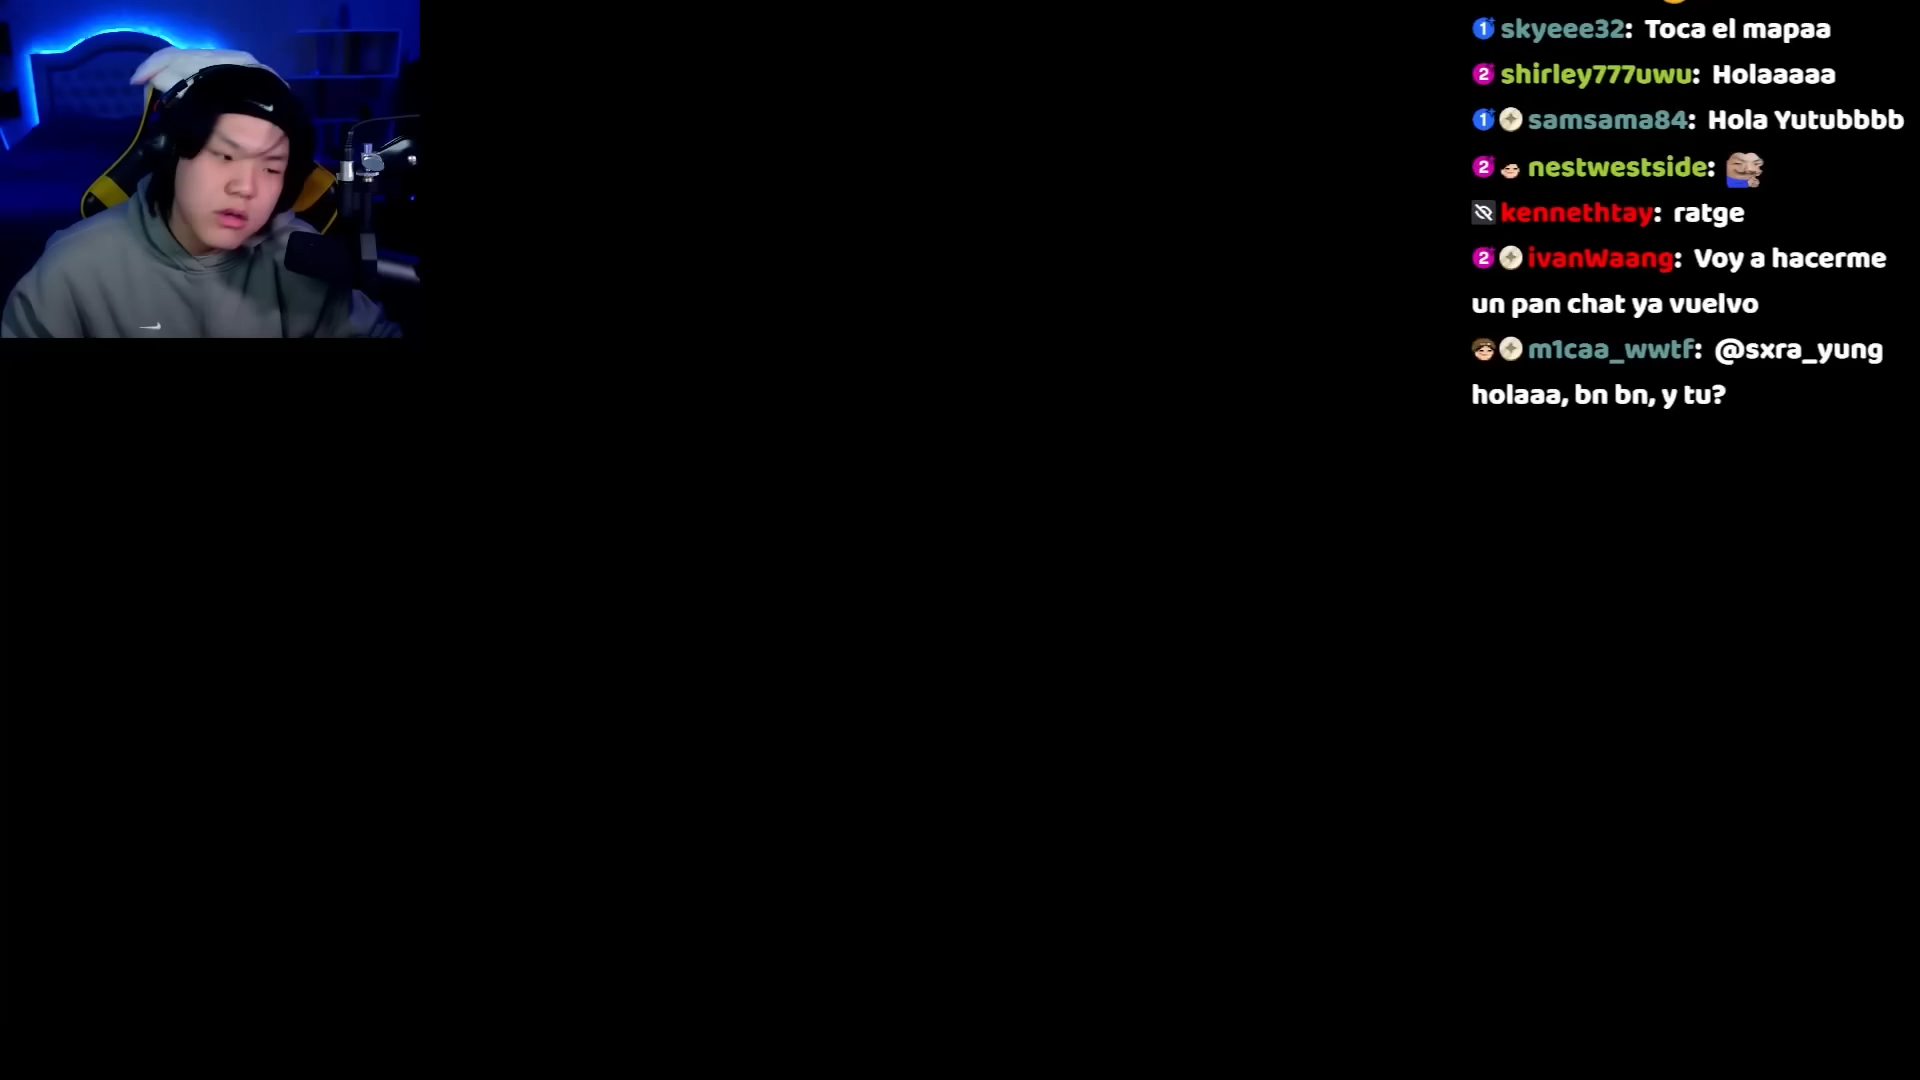 skyeee32: Toca el mapaa
shirley777uwu: Holaaaaa
samsama84: Hola Yutubbbb
nestwestside:
kennethtay: ratge
ivanWaang: Voy a hacerme
un pan chat ya vuelvo
m1caa_wwtf: @sxra_yung
holaaa, bn bn, y tu?